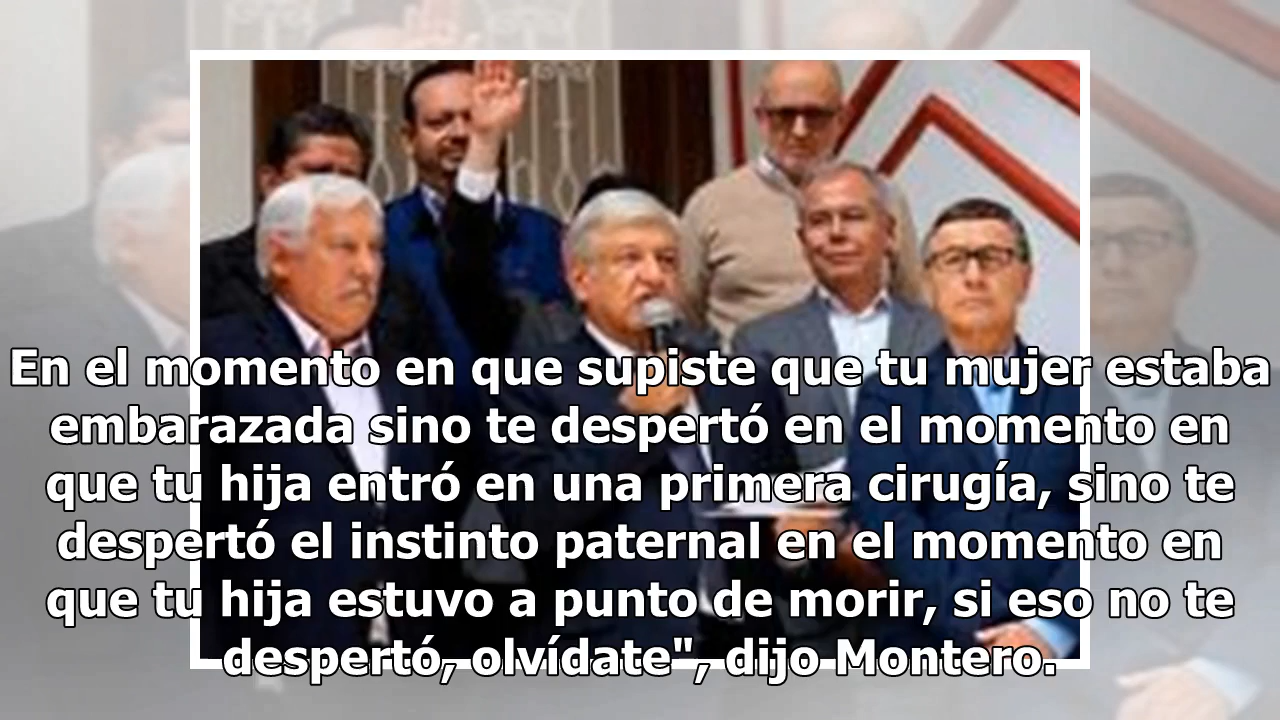 En el momento en que supiste que tu mujer estaba
embarazada sino te despertó en el momento en
que tu hija entró en una primera cirugía, sino te
despertó el instinto paternal en el momento en
que tu hija estuvo a punto de morir, si eso no te
despertó, olvídate", dijo Montero.